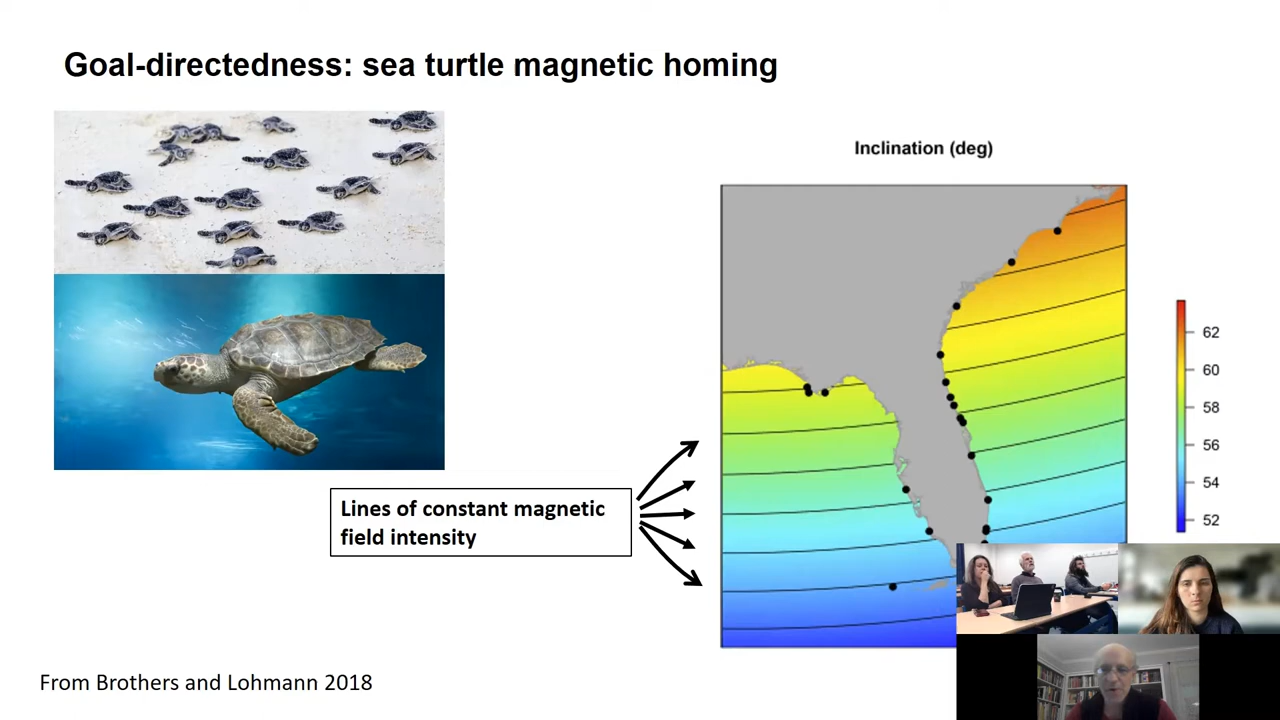 Goal-directedness: sea turtle magnetic homing
Inclination (deg)
62
60
58
56
54
52
Lines of constant magnetic
field intensity
From Brothers and Lohmann 2018